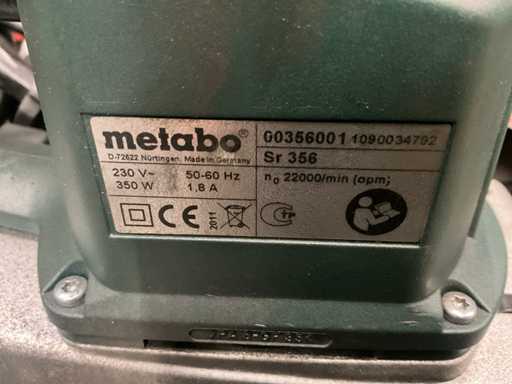 metabo®
D-72622 Nürtingen, Made in Germany
230 V~ 50-60 Hz
350 W 1,8 A
CE 2011
00356001 1090034792
Sr 356
n₀ 22000/min (opm)